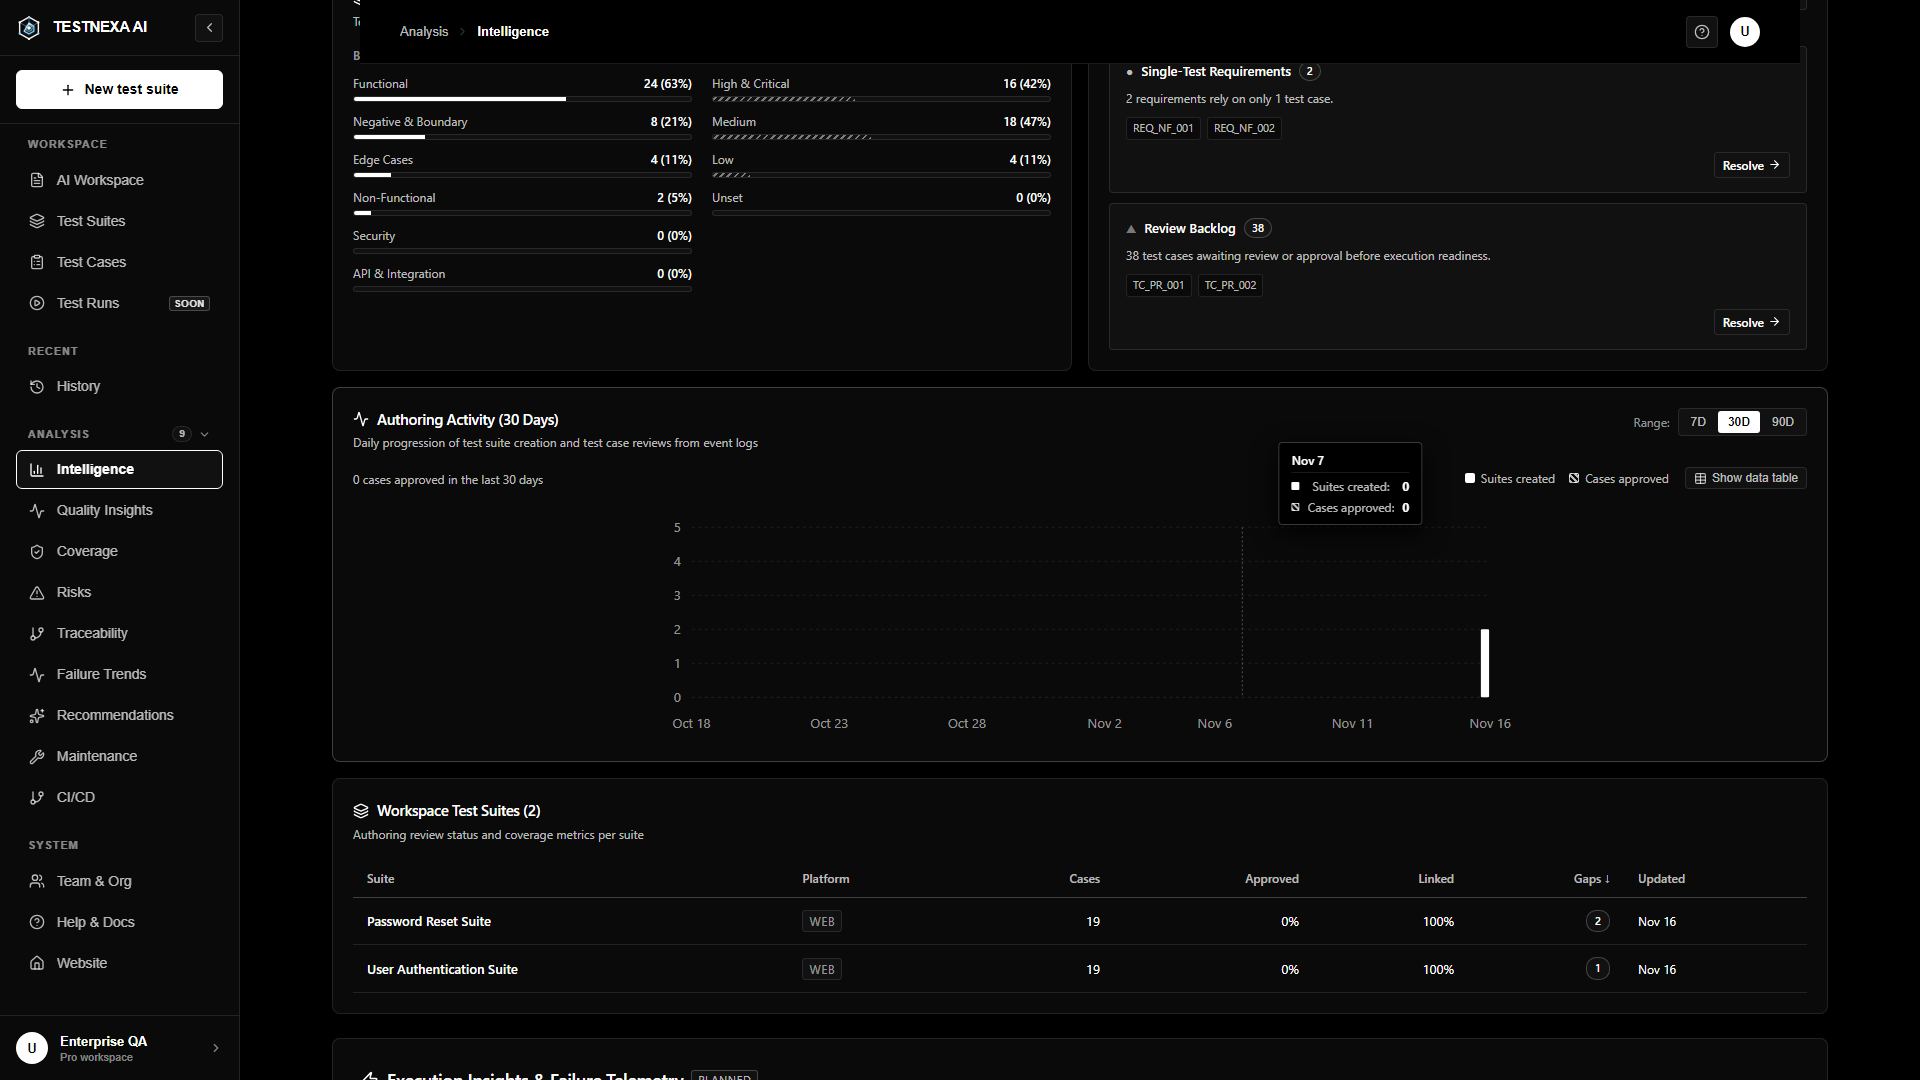 TESTNEXA AI
New test suite
WORKSPACE
AI Workspace
Test Suites
Test Cases
Test Runs SOON
RECENT
History
ANALYSIS 9
Intelligence
Quality Insights
Coverage
Risks
Traceability
Failure Trends
Recommendations
Maintenance
CI/CD
SYSTEM
Team & Org
Help & Docs
Website
U
Enterprise QA
Pro workspace
Analysis Intelligence
U
Functional 24 (63%)
Negative & Boundary 8 (21%)
Edge Cases 4 (11%)
Non-Functional 2 (5%)
Security 0 (0%)
API & Integration 0 (0%)
High & Critical 16 (42%)
Medium 18 (47%)
Low 4 (11%)
Unset 0 (0%)
Single-Test Requirements 2
2 requirements rely on only 1 test case.
REQ_NF_001 REQ_NF_002
Resolve →
Review Backlog 38
38 test cases awaiting review or approval before execution readiness.
TC_PR_001 TC_PR_002
Resolve →
Authoring Activity (30 Days)
Daily progression of test suite creation and test case reviews from event logs
Range: 7D 30D 90D
0 cases approved in the last 30 days
Nov 7
Suites created: 0
Cases approved: 0
Suites created Cases approved Show data table
5
4
3
2
1
0
Oct 18 Oct 23 Oct 28 Nov 2 Nov 6 Nov 11 Nov 16
Workspace Test Suites (2)
Authoring review status and coverage metrics per suite
Suite Platform Cases Approved Linked Gaps ↓ Updated
Password Reset Suite WEB 19 0% 100% 2 Nov 16
User Authentication Suite WEB 19 0% 100% 1 Nov 16
Execution Insights & Failure Telemetry PLANNED